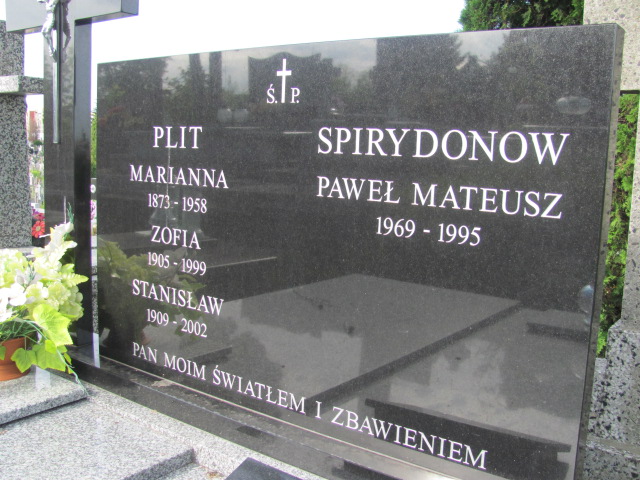 Ś. P.
PLIT
MARIANNA
1873 - 1958
ZOFIA
1905 - 1999
STANISŁAW
1909 - 2002
SPIRYDONOW
PAWEŁ MATEUSZ
1969 - 1995
PAN MOIM ŚWIATŁEM I ZBAWIENIEM